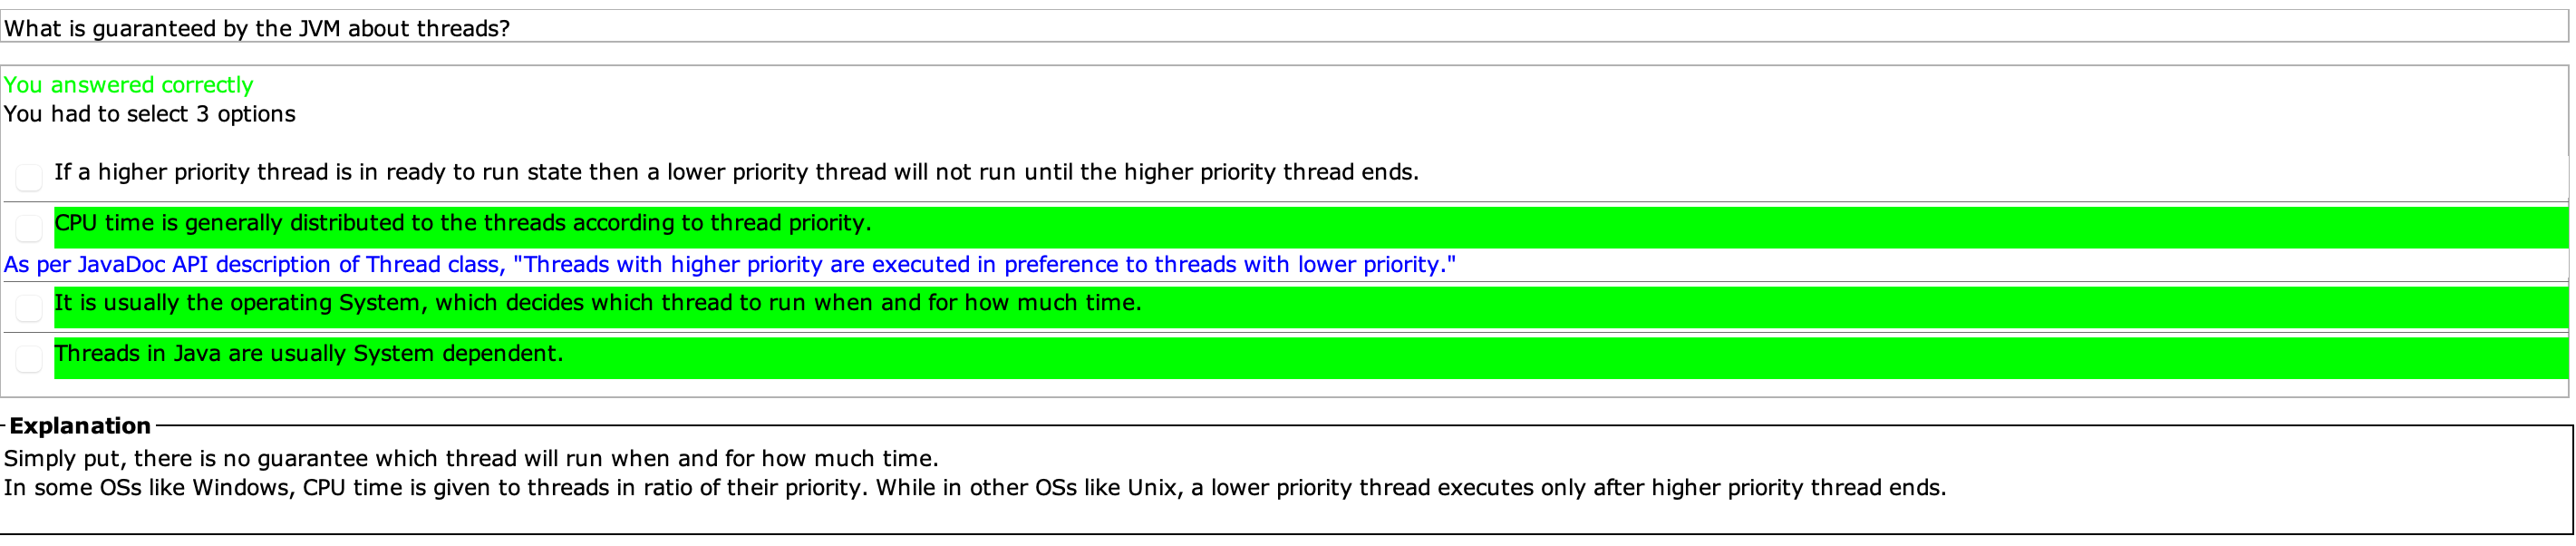 What is guaranteed by the JVM about threads?
You answered correctly
You had to select 3 options
If a higher priority thread is in ready to run state then a lower priority thread will not run until the higher priority thread ends.
CPU time is generally distributed to the threads according to thread priority.
As per JavaDoc API description of Thread class, "Threads with higher priority are executed in preference to threads with lower priority."
It is usually the operating System, which decides which thread to run when and for how much time.
Threads in Java are usually System dependent.
Explanation
Simply put, there is no guarantee which thread will run when and for how much time.
In some OSs like Windows, CPU time is given to threads in ratio of their priority. While in other OSs like Unix, a lower priority thread executes only after higher priority thread ends.